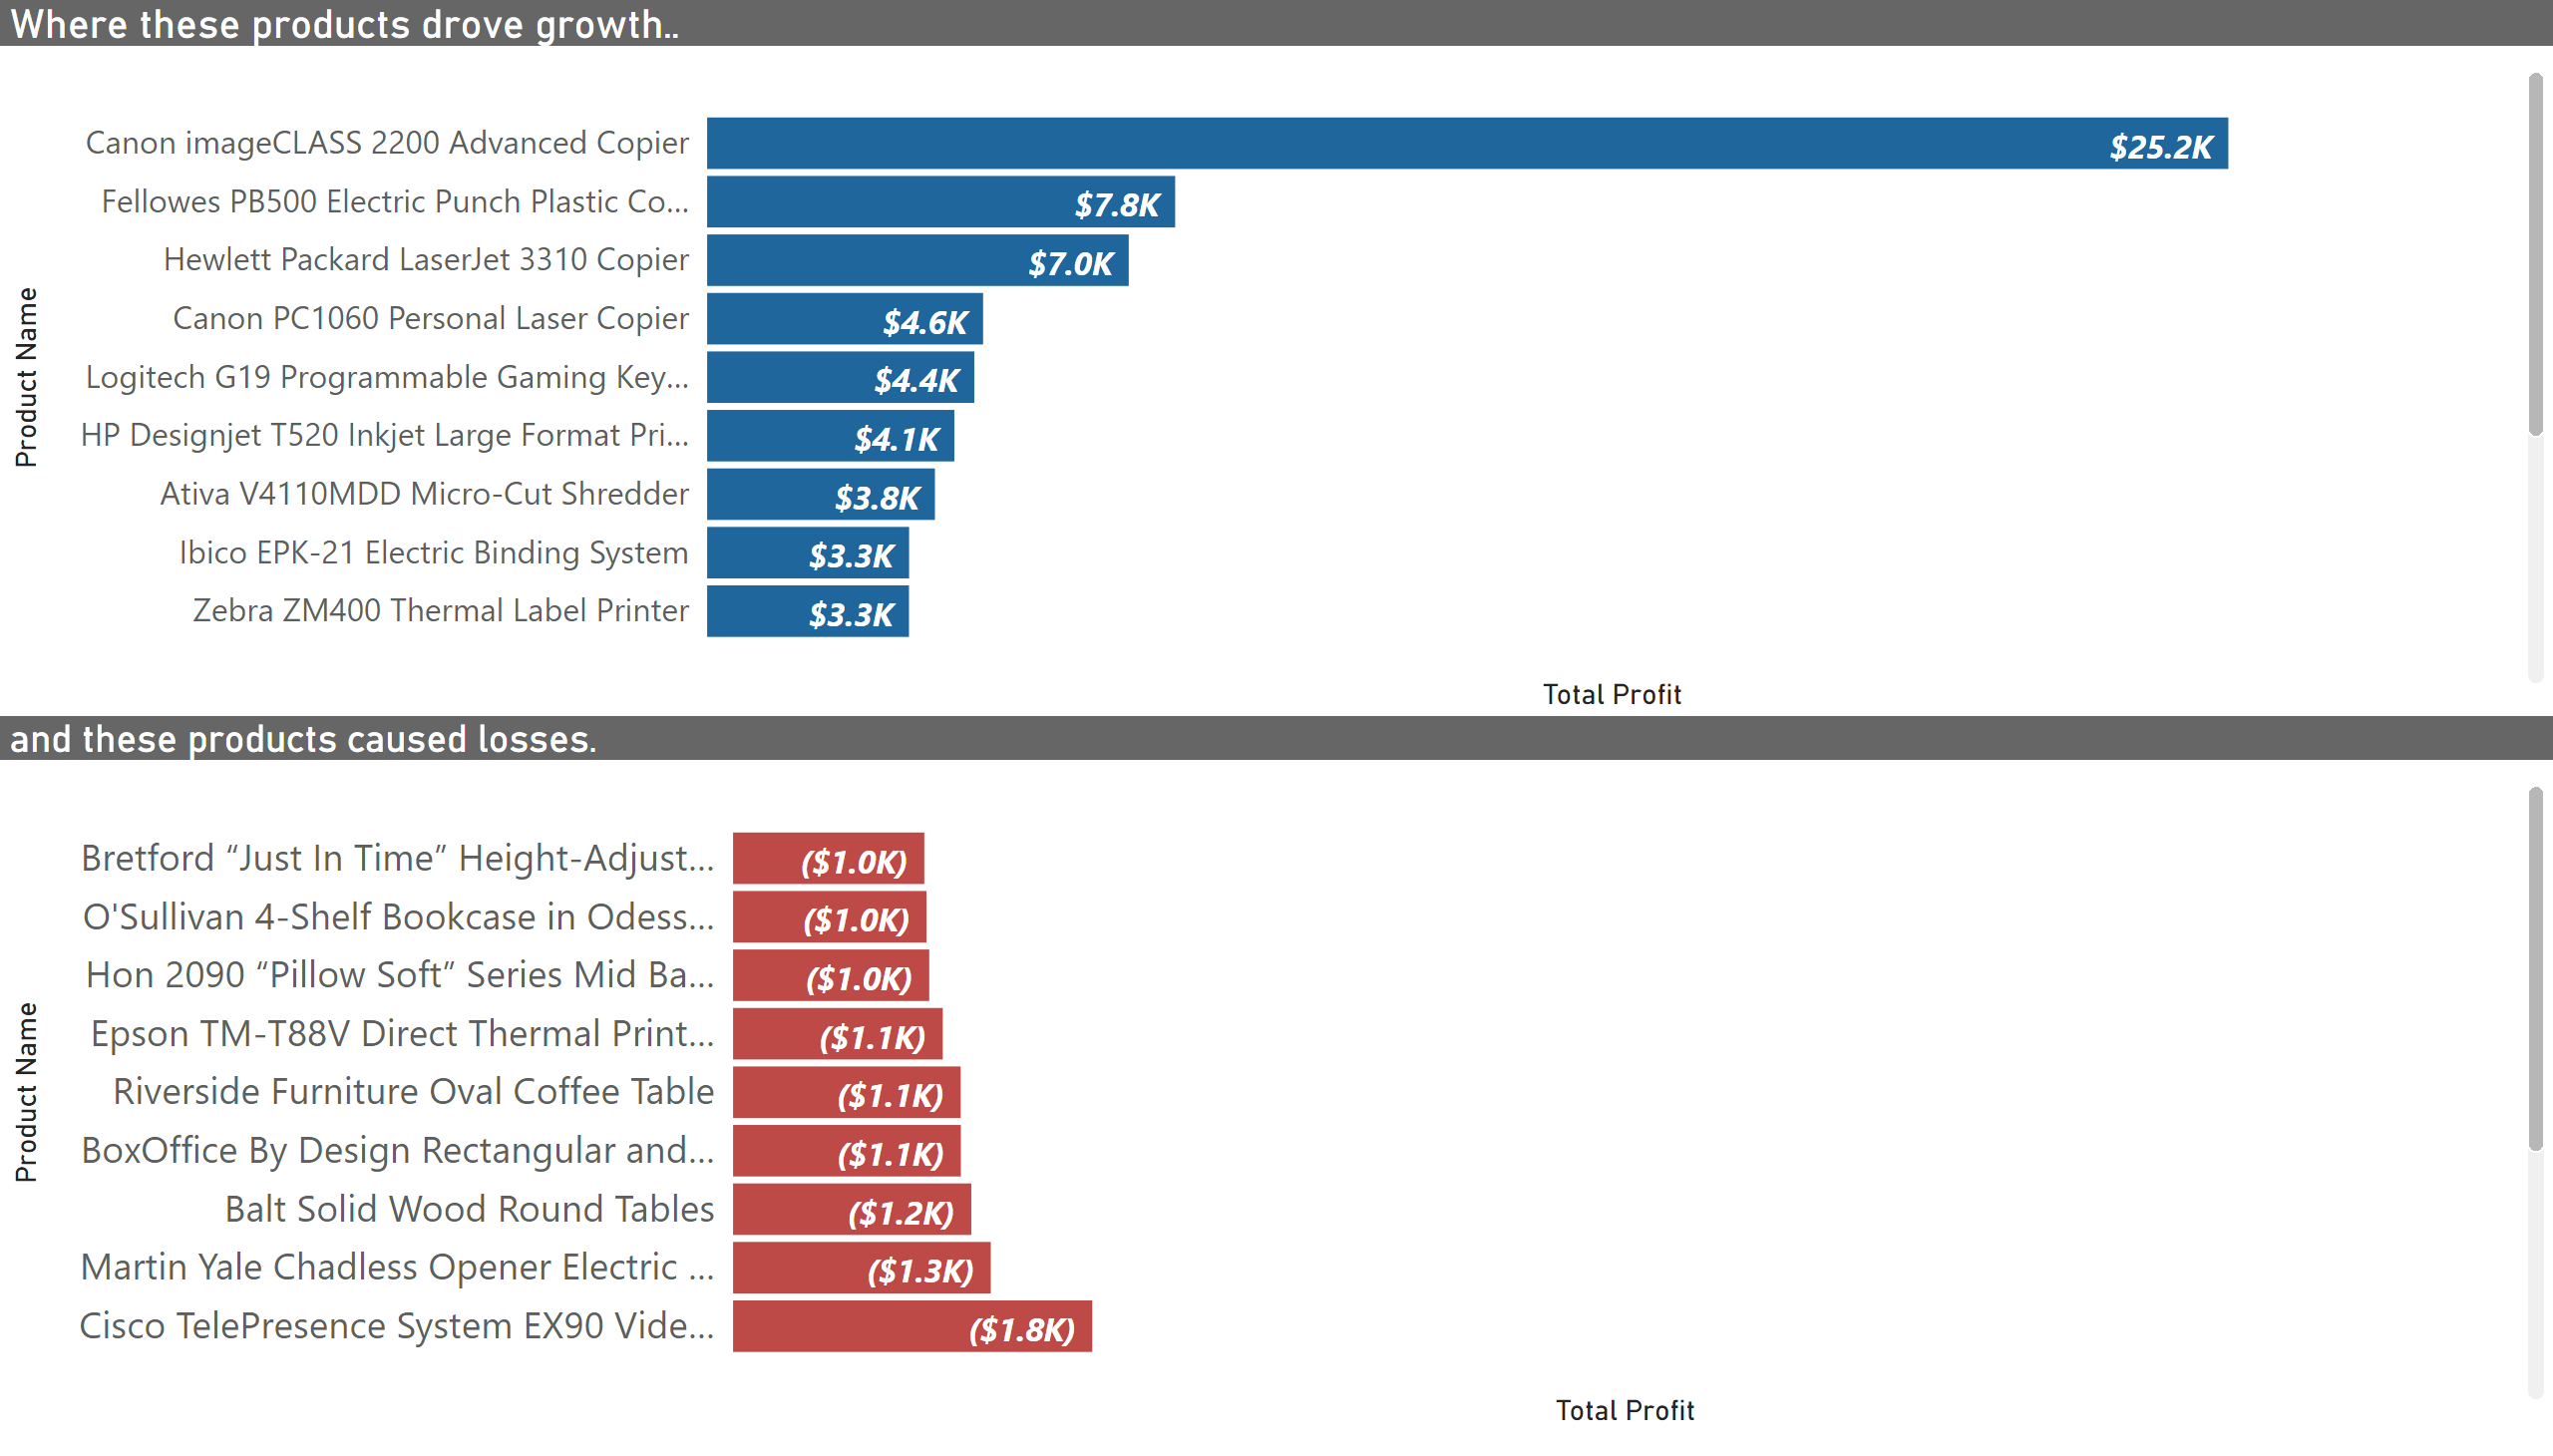 Where these products drove growth..
Product Name
Canon imageCLASS 2200 Advanced Copier $25.2K
Fellowes PB500 Electric Punch Plastic Co... $7.8K
Hewlett Packard LaserJet 3310 Copier $7.0K
Canon PC1060 Personal Laser Copier $4.6K
Logitech G19 Programmable Gaming Key... $4.4K
HP Designjet T520 Inkjet Large Format Pri... $4.1K
Ativa V4110MDD Micro-Cut Shredder $3.8K
Ibico EPK-21 Electric Binding System $3.3K
Zebra ZM400 Thermal Label Printer $3.3K
Total Profit
and these products caused losses.
Product Name
Bretford “Just In Time” Height-Adjust... ($1.0K)
O'Sullivan 4-Shelf Bookcase in Odess... ($1.0K)
Hon 2090 “Pillow Soft” Series Mid Ba... ($1.0K)
Epson TM-T88V Direct Thermal Print... ($1.1K)
Riverside Furniture Oval Coffee Table ($1.1K)
BoxOffice By Design Rectangular and... ($1.1K)
Balt Solid Wood Round Tables ($1.2K)
Martin Yale Chadless Opener Electric ... ($1.3K)
Cisco TelePresence System EX90 Vide... ($1.8K)
Total Profit